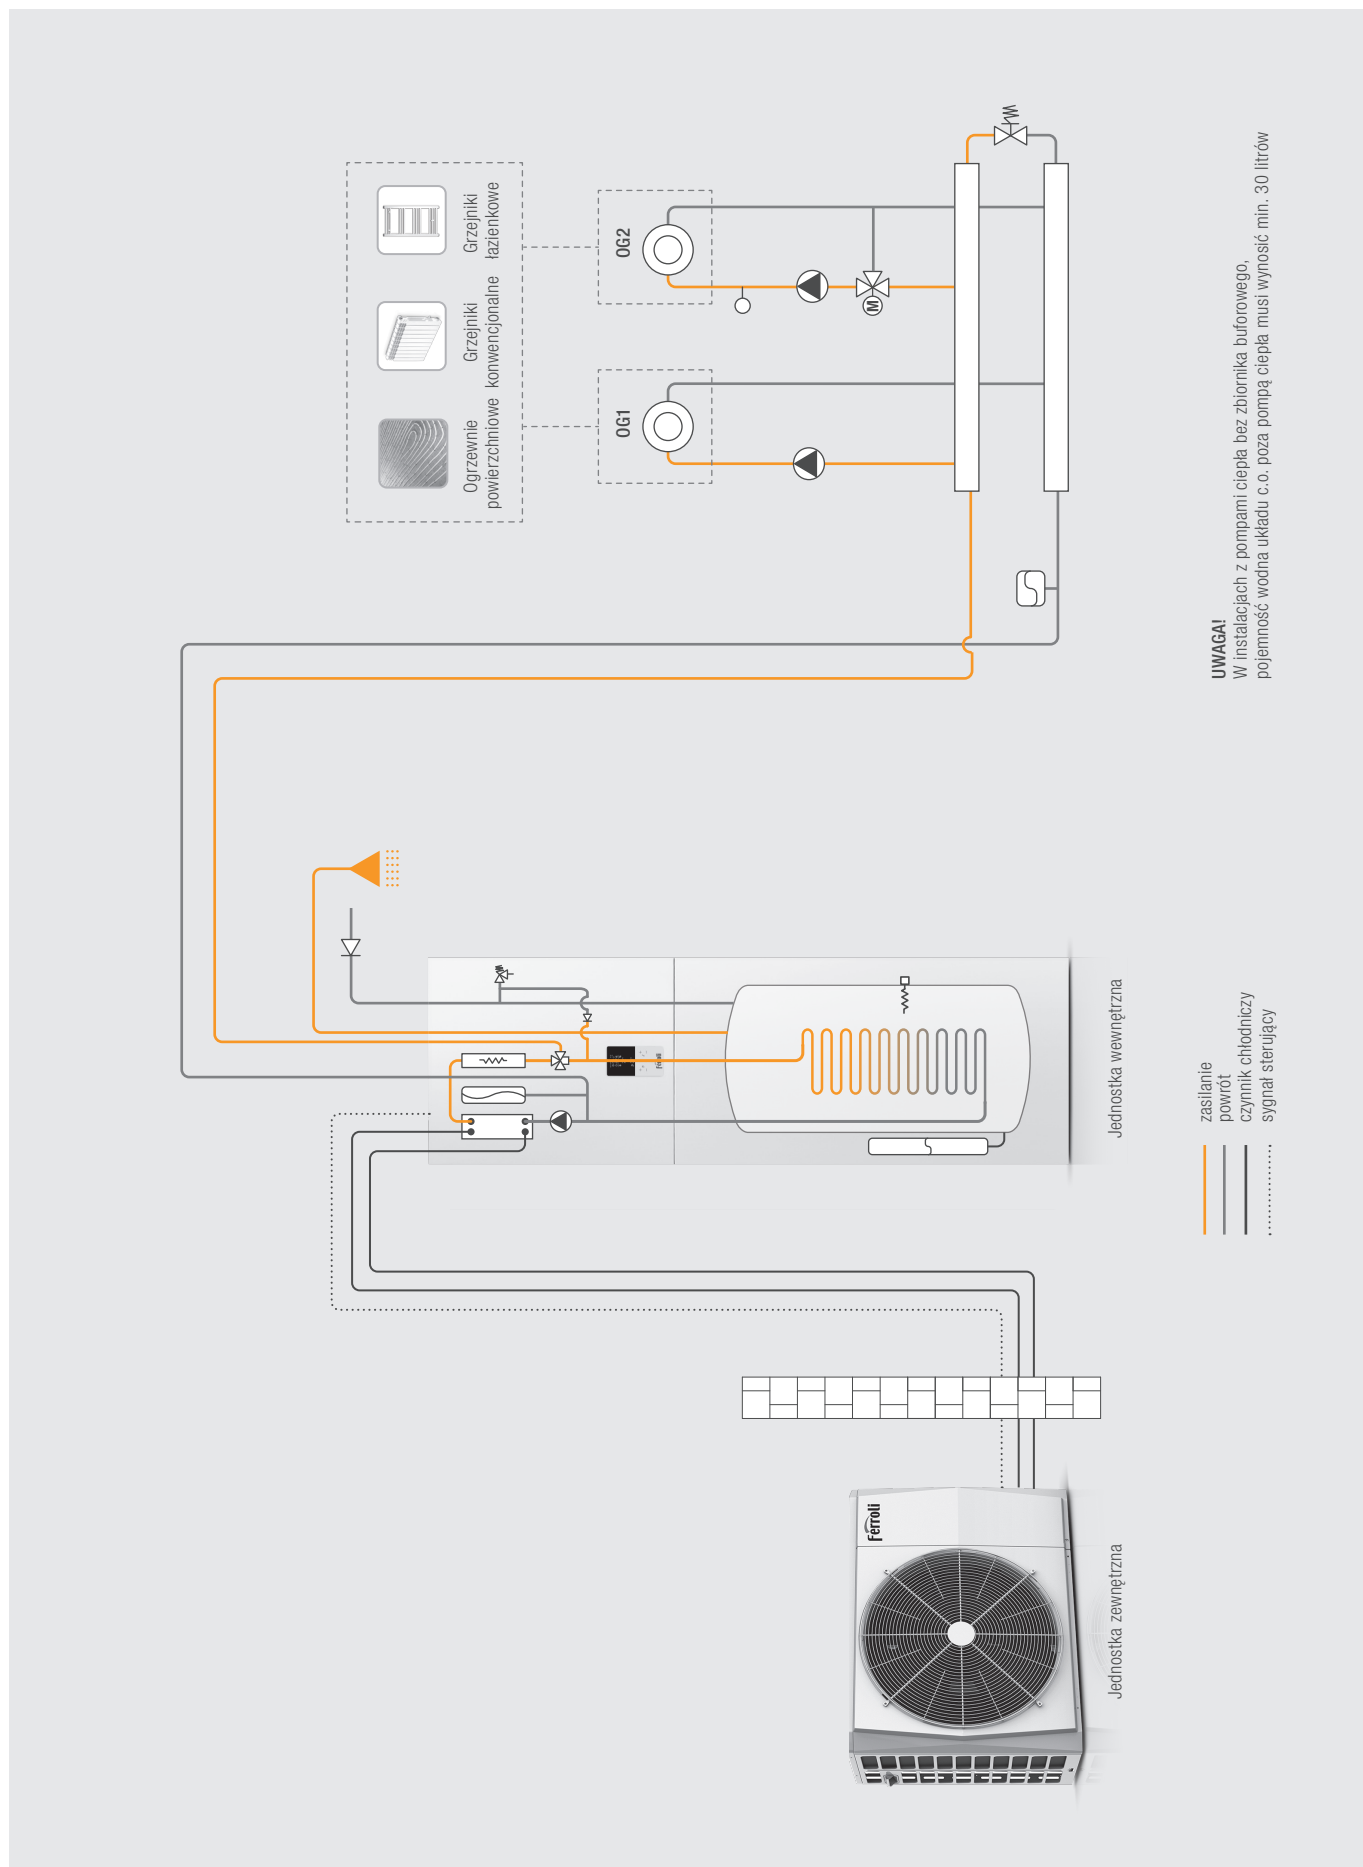 Ogrzewnie
powierzchniowe
Grzejniki
konwencjonalne
Grzejniki
łazienkowe
OG1
OG2
M
Ferroli
Ferroli
Jednostka zewnętrzna
Jednostka wewnętrzna
zasilanie
powrót
czynnik chłodniczy
sygnał sterujący
UWAGA!
W instalacjach z pompami ciepła bez zbiornika buforowego,
pojemność wodna układu c.o. poza pompą ciepła musi wynosić min. 30 litrów